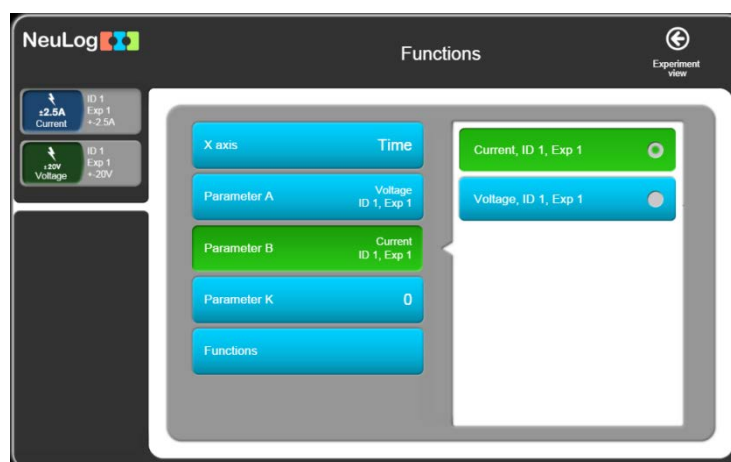 NeuLog
Functions
Experiment
view
±2.5A
Current
ID 1
Exp 1
+-2.5A
±20V
Voltage
ID 1
Exp 1
+-20V
X axis
Time
Parameter A
Voltage
ID 1, Exp 1
Parameter B
Current
ID 1, Exp 1
Parameter K
0
Functions
Current, ID 1, Exp 1
Voltage, ID 1, Exp 1